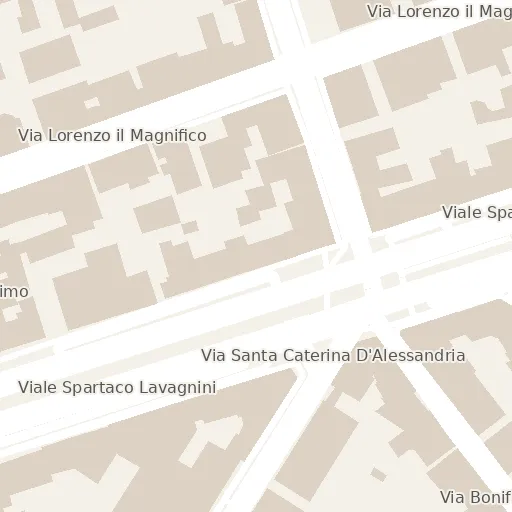 Via Lorenzo il Mag
Via Lorenzo il Magnifico
Viale Spa
imo
Via Santa Caterina D'Alessandria
Viale Spartaco Lavagnini
Via Bonif